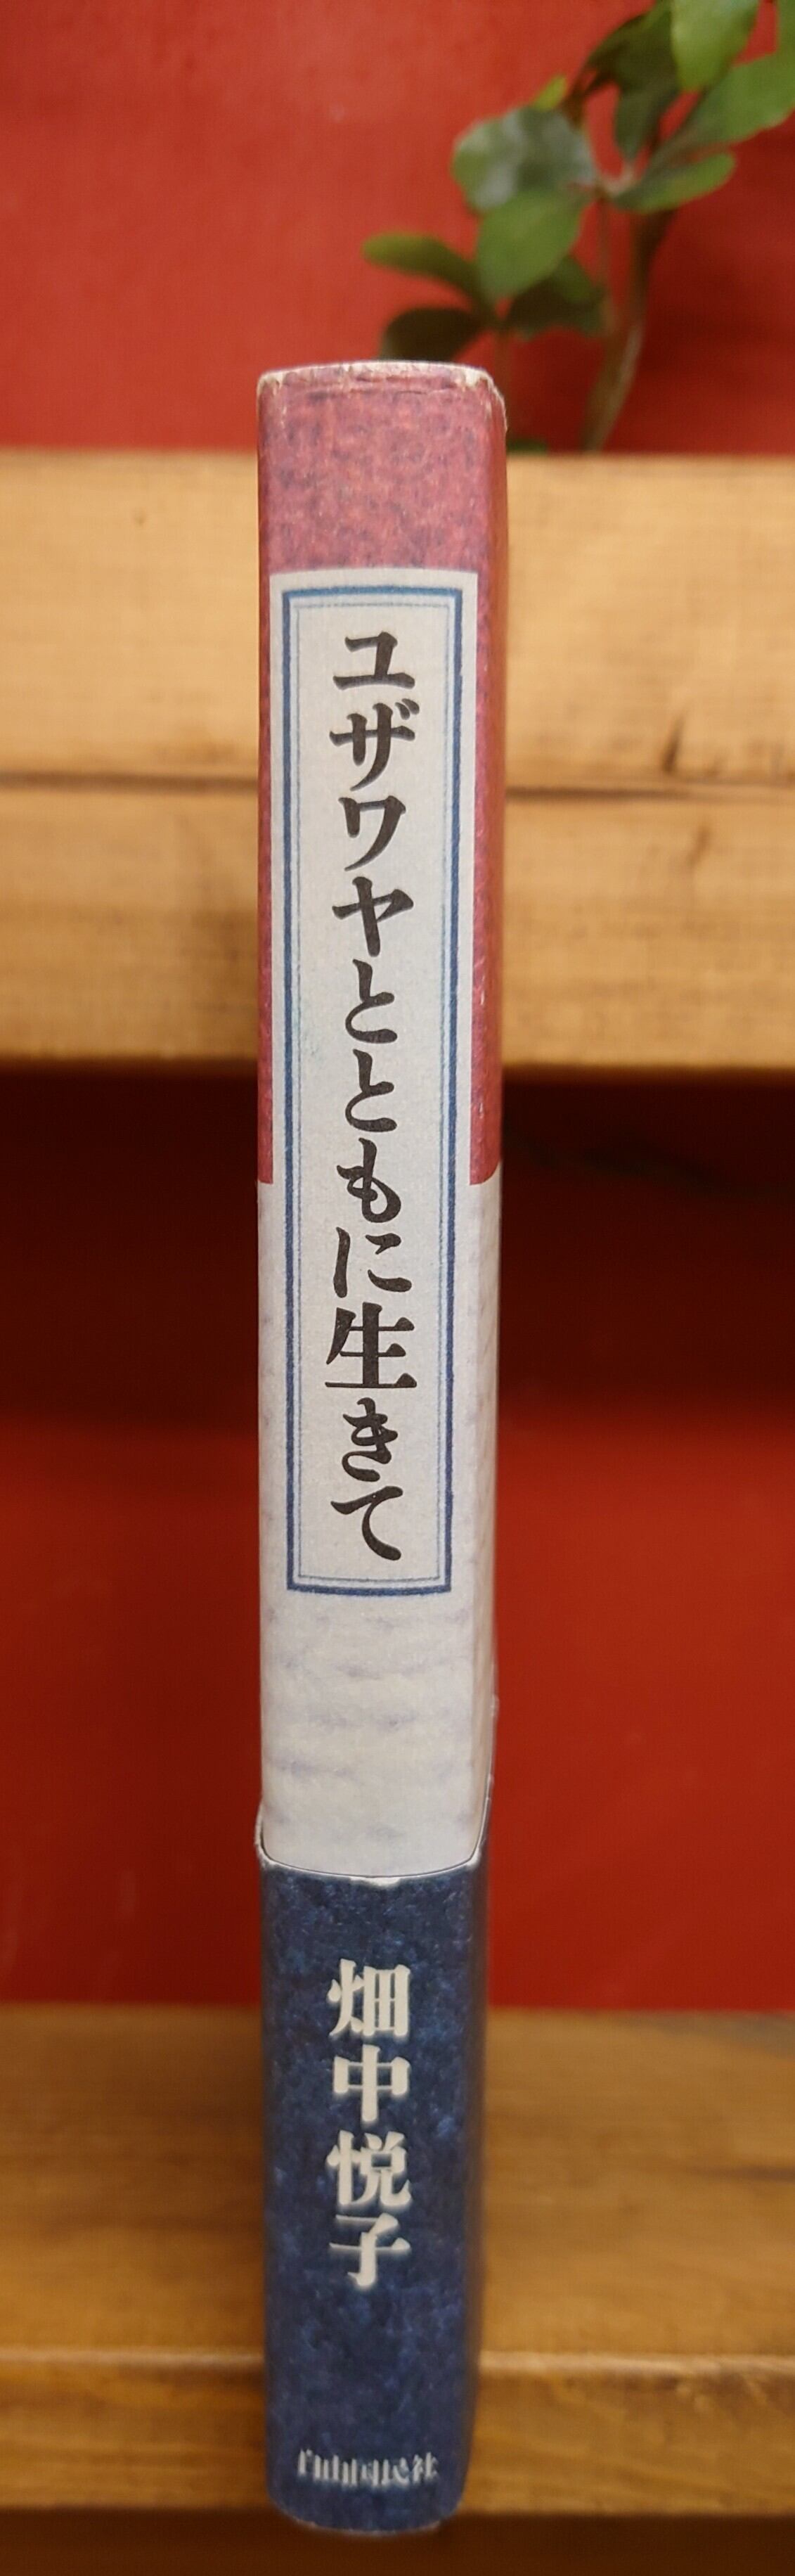 ユザワヤとともに生きて
畑中悦子
自由国民社